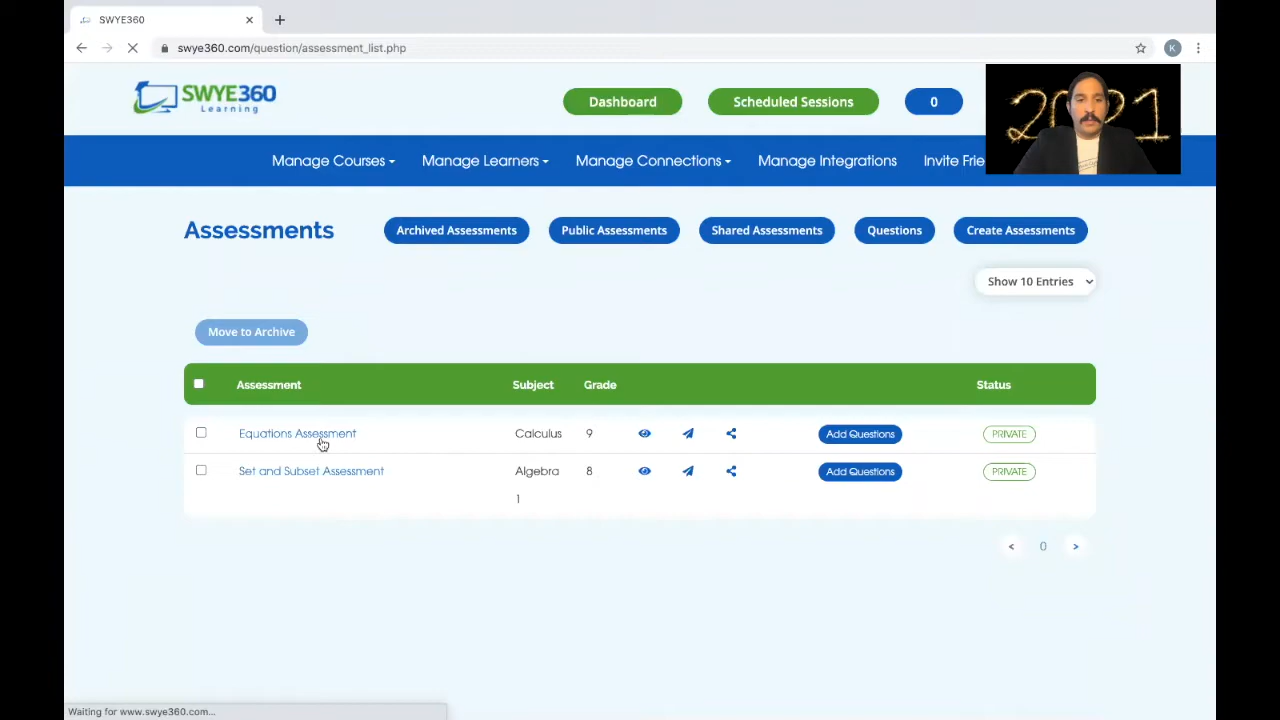 SWYE360
swye360.com/question/assessment_list.php
K
SWYE360
Learning
Dashboard
Scheduled Sessions
0
2021
Manage Courses
Manage Learners
Manage Connections
Manage Integrations
Invite Frie
Assessments
Archived Assessments
Public Assessments
Shared Assessments
Questions
Create Assessments
Show 10 Entries
Move to Archive
Assessment Subject Grade Status
Equations Assessment Calculus 9 Add Questions PRIVATE
Set and Subset Assessment Algebra 8 Add Questions PRIVATE
1
< 0 >
Waiting for www.swye360.com...